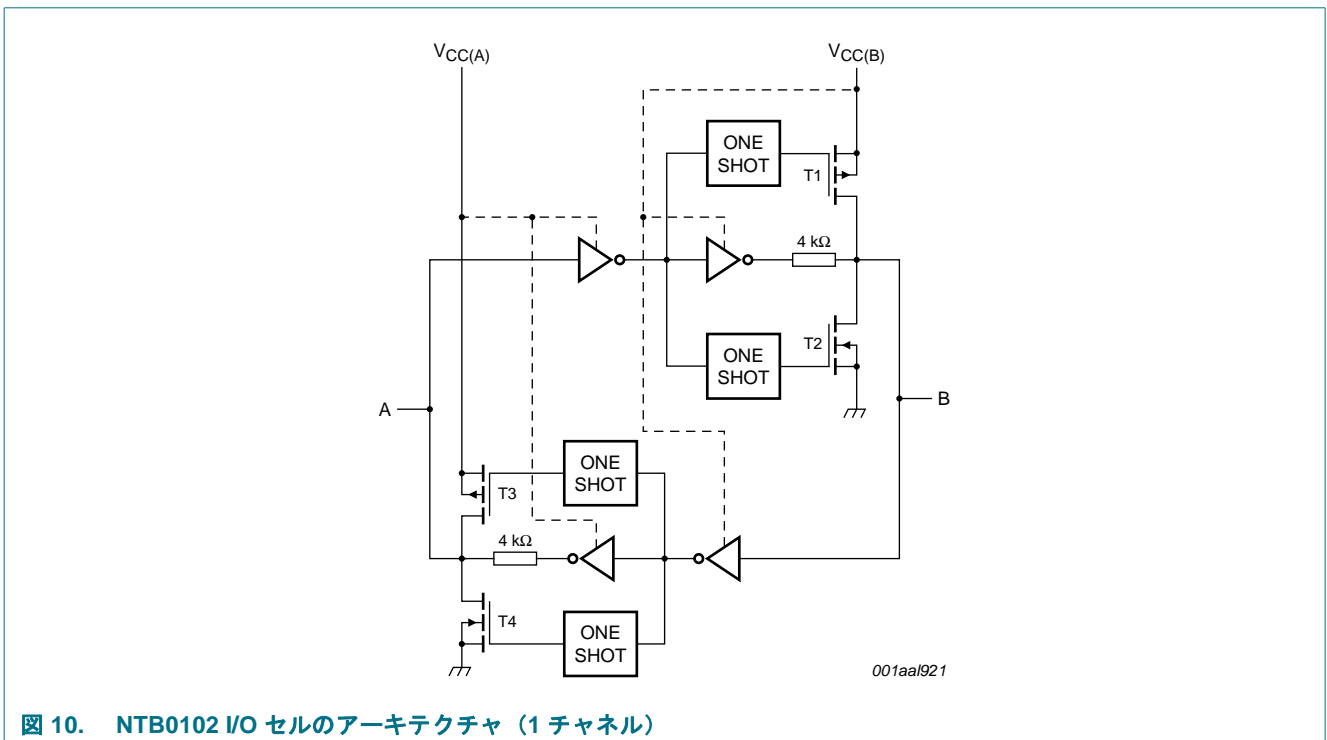 VCC(A)
VCC(B)
ONE
SHOT
T1
4 kΩ
ONE
SHOT
T2
A
B
ONE
SHOT
T3
4 kΩ
T4
ONE
SHOT
001aal921
図 10. NTB0102 I/O セルのアーキテクチャ（1 チャネル）